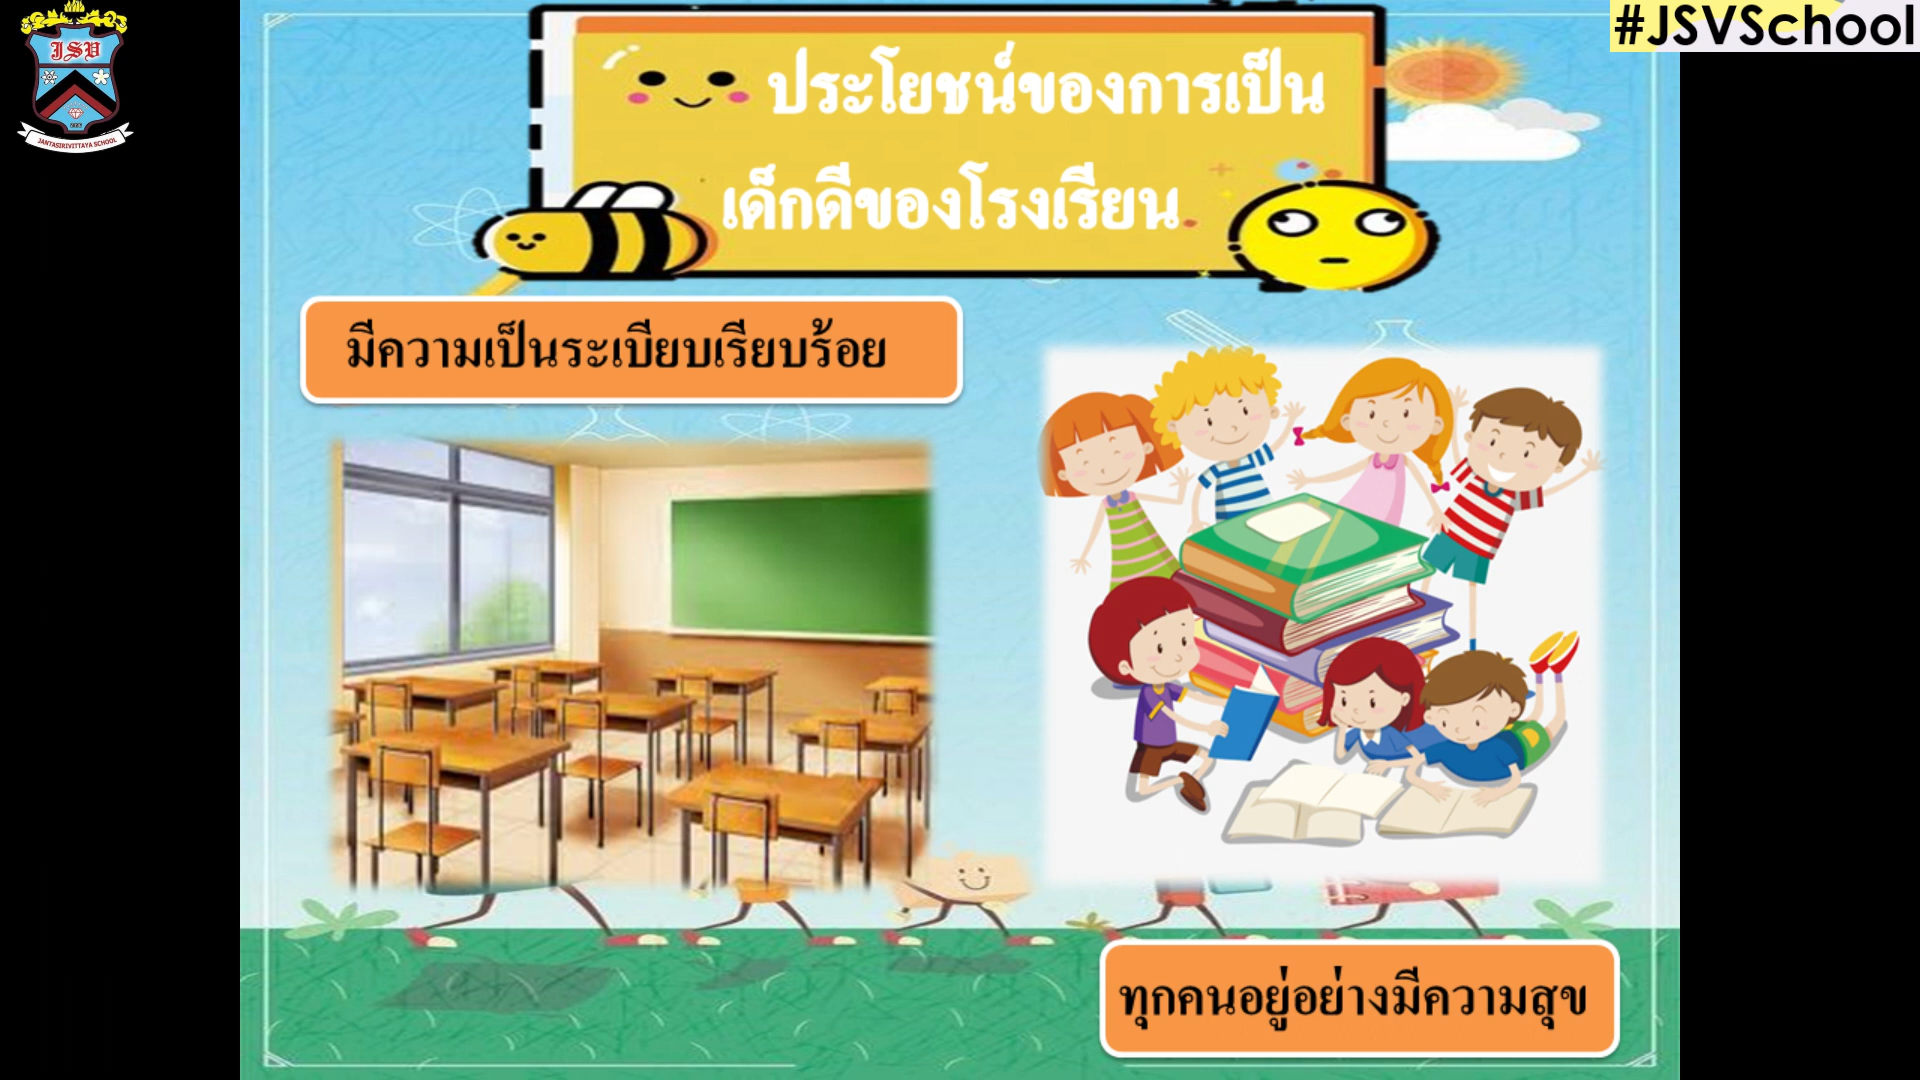 JSV
JANTASIRIVITTAYA SCHOOL
#JSVSchool
ประโยชน์ของการเป็น
เด็กดีของโรงเรียน
มีความเป็นระเบียบเรียบร้อย
ทุกคนอยู่อย่างมีความสุข